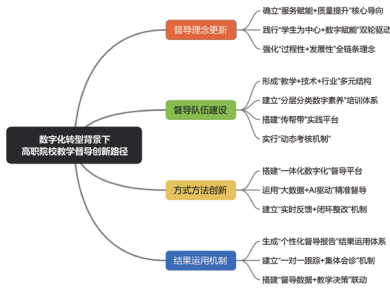 数字化转型背景下
高职院校教学督导创新路径
督导理念更新
确立“服务赋能+质量提升”核心导向
践行“学生为中心+数字赋能”双轮驱动
强化“过程性+发展性”全链条理念
督导队伍建设
形成“教学+技术+行业”多元结构
建立“分层分类数字素养”培训体系
搭建“传帮带”实践平台
实行“动态考核机制”
方式方法创新
搭建“一体化数字化”督导平台
运用“大数据+AI驱动”精准督导
建立“实时反馈+闭环整改”机制
结果运用机制
生成“个性化督导报告”结果运用体系
建立“一对一跟踪+集体会诊”机制
搭建“督导数据+教学决策”联动